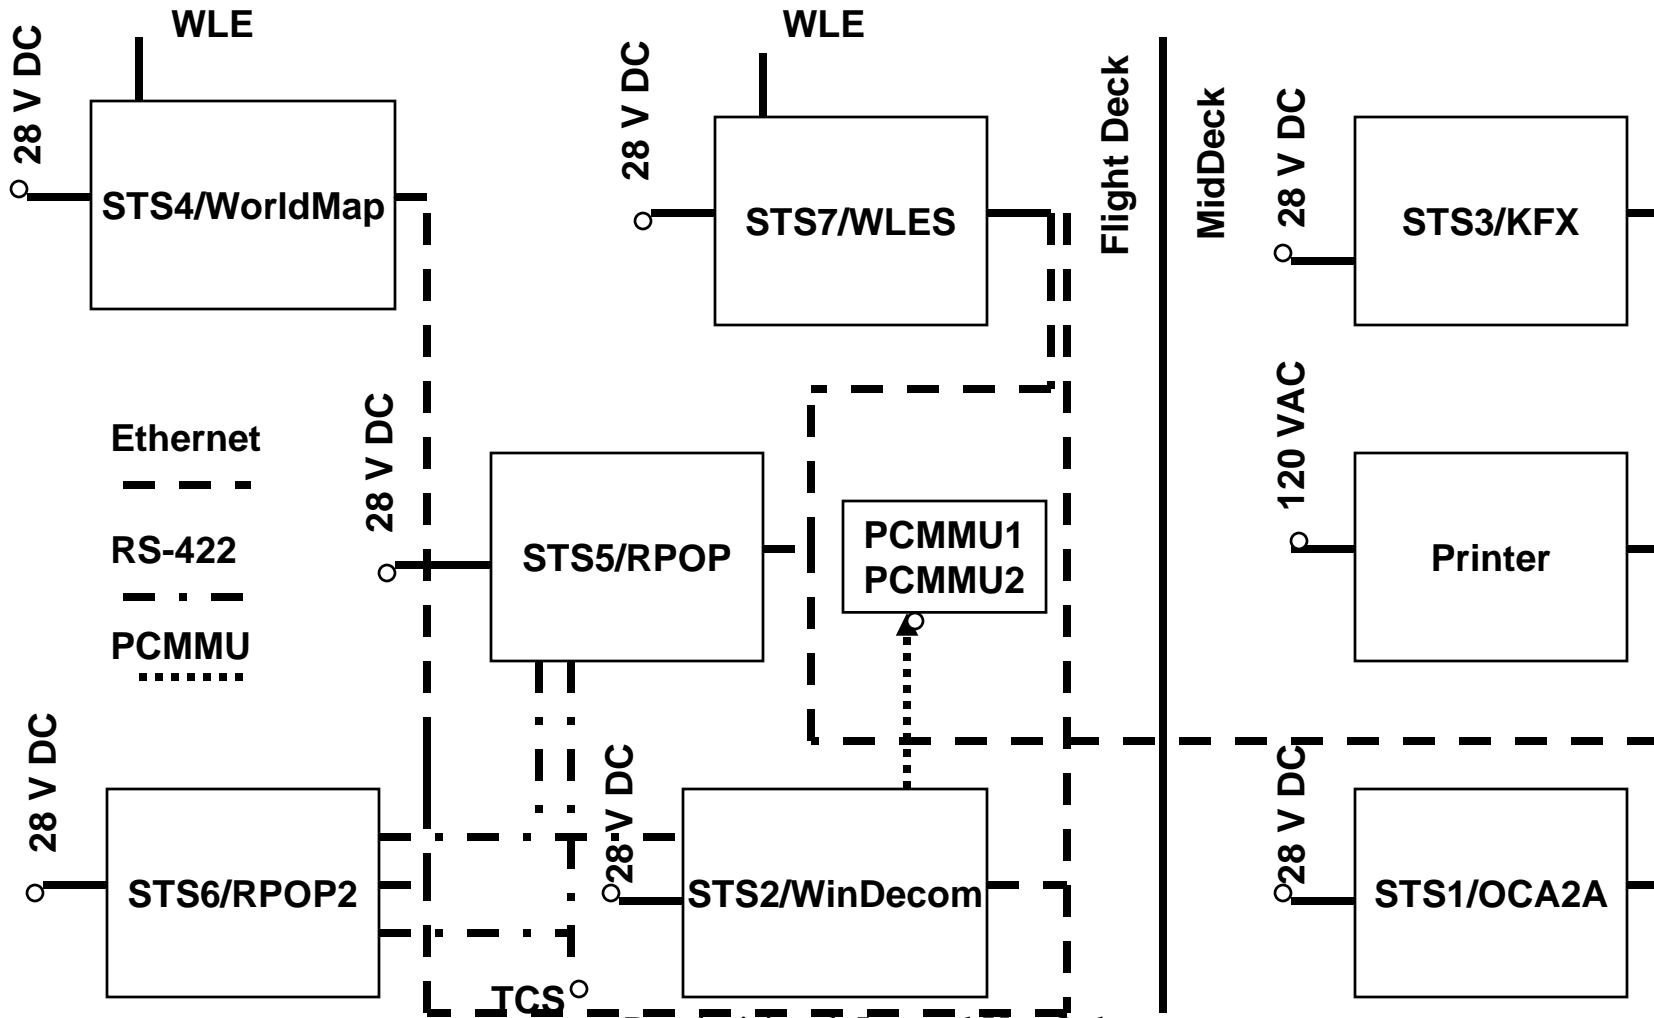 WLE
WLE
28 V DC
28 V DC
Flight Deck
MidDeck
28 V DC
STS4/WorldMap
STS7/WLES
STS3/KFX
Ethernet
28 V DC
120 VAC
RS-422
STS5/RPOP
PCMMU1
PCMMU2
Printer
PCMMU
28 V DC
28 V DC
28 V DC
STS6/RPOP2
STS2/WinDecom
STS1/OCA2A
TCS